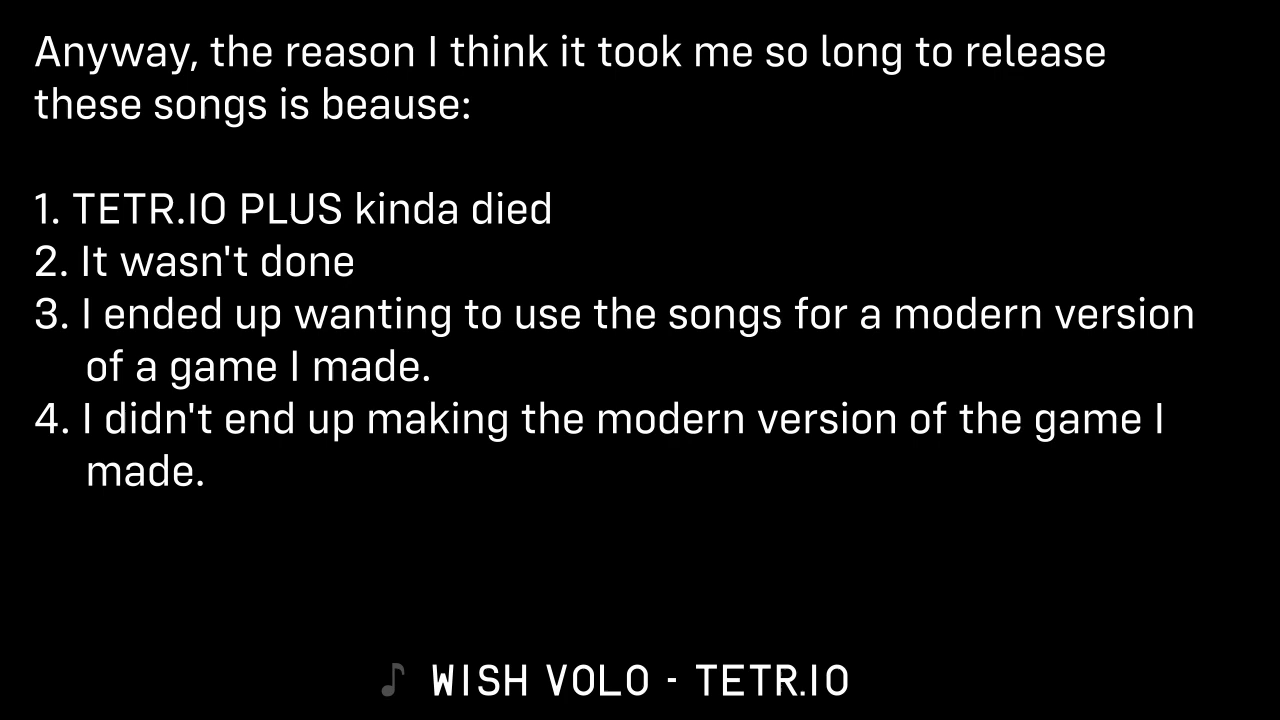 Anyway, the reason I think it took me so long to release
these songs is beause:
1. TETR.IO PLUS kinda died
2. It wasn't done
3. I ended up wanting to use the songs for a modern version
of a game I made.
4. I didn't end up making the modern version of the game I
made.
♪ WISH VOLO - TETR.IO